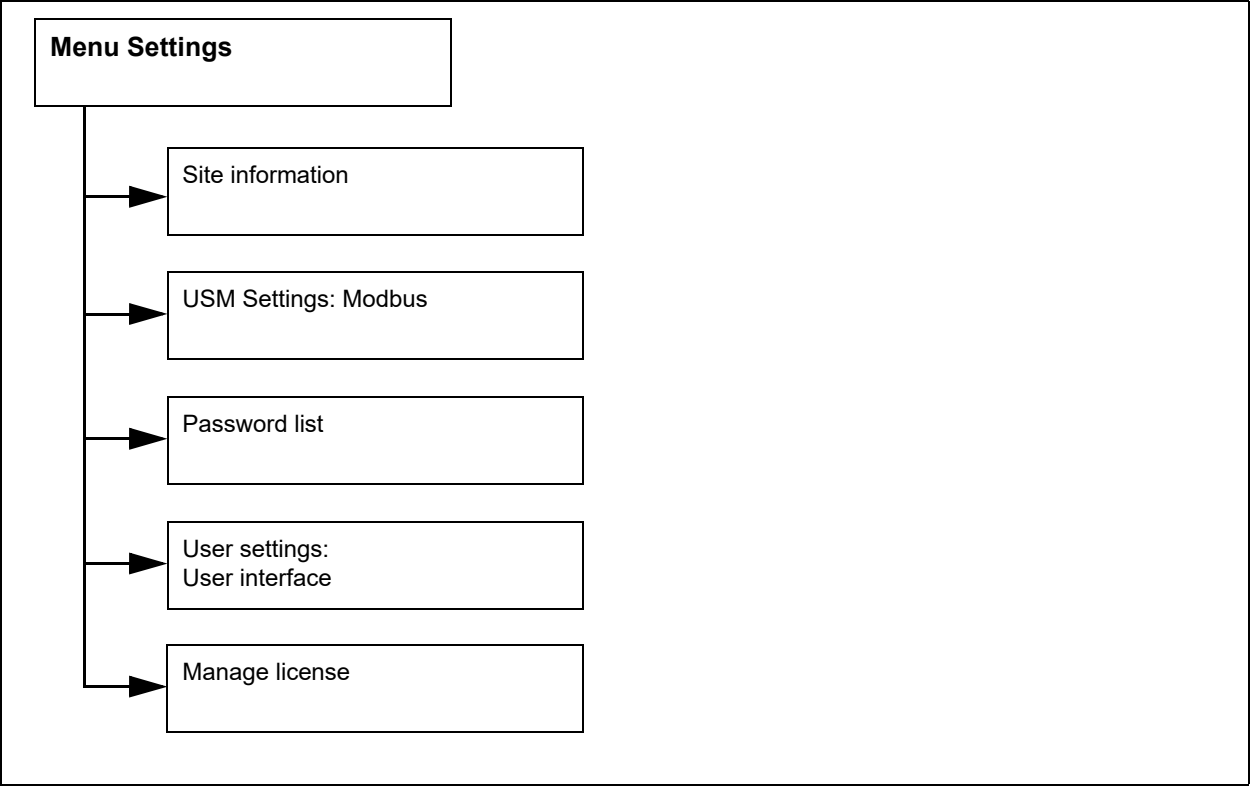 Menu Settings
Site information
USM Settings: Modbus
Password list
User settings:
User interface
Manage license